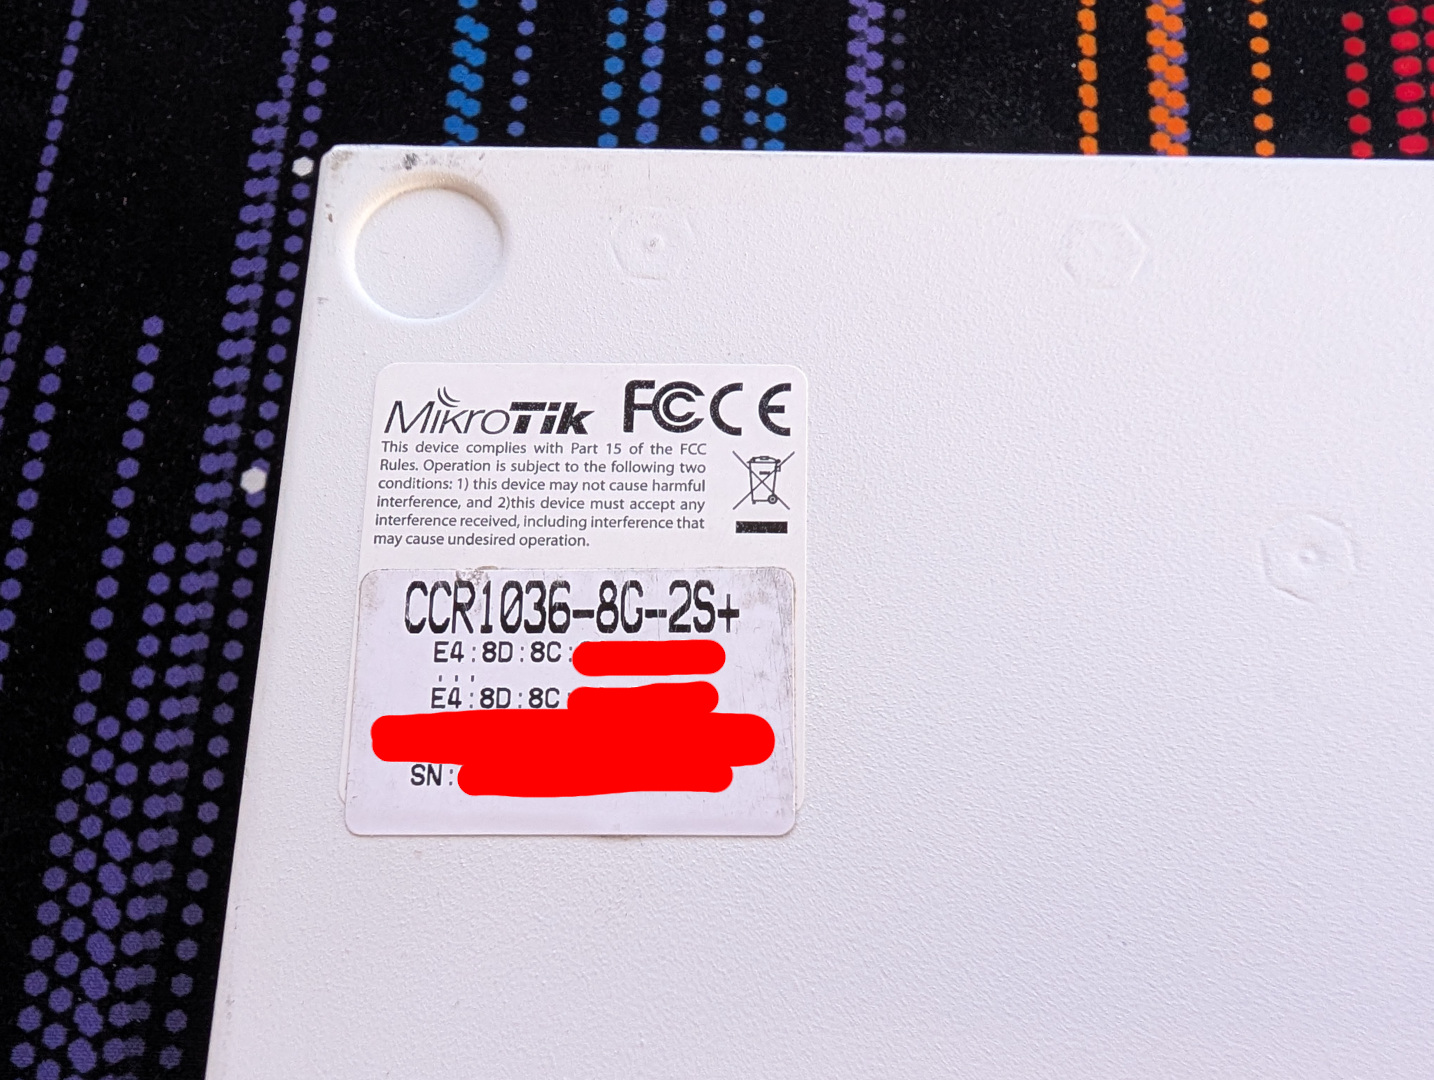 MikroTik FCC CE
This device complies with Part 15 of the FCC
Rules. Operation is subject to the following two
conditions: 1) this device may not cause harmful
interference, and 2)this device must accept any
interference received, including interference that
may cause undesired operation.
CCR1036-8G-2S+
E4:8D:8C:
...
E4:8D:8C
SN: